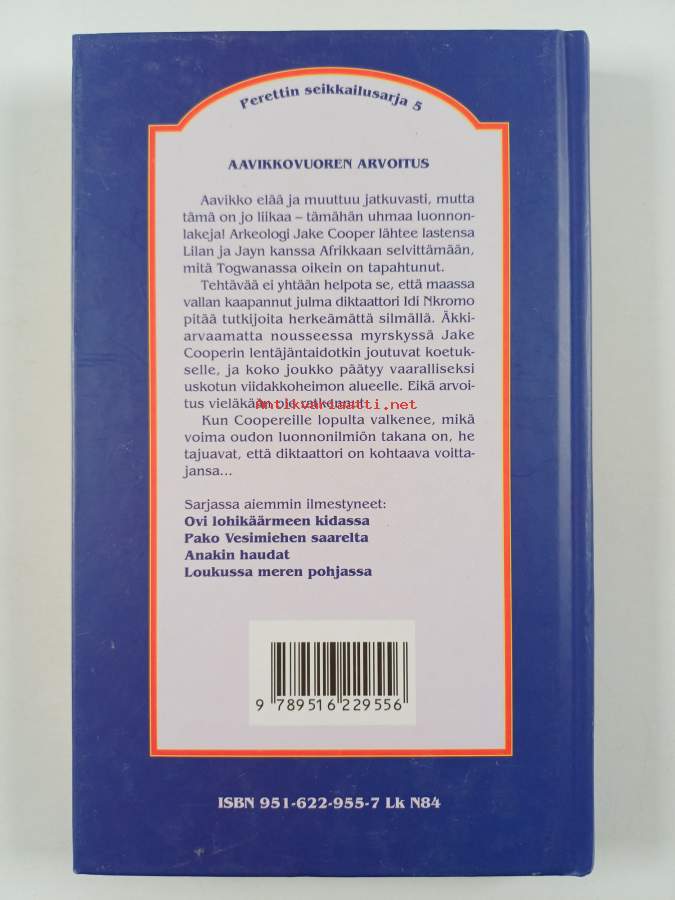 Perettin seikkailusarja 5
AAVIKKOVUOREN ARVOITUS
Aavikko elää ja muuttuu jatkuvasti, mutta
tämä on jo liikaa – tämähän uhmaa luonnon-
lakeja! Arkeologi Jake Cooper lähtee lastensa
Lilan ja Jayn kanssa Afrikkaan selvittämään,
mitä Togwanassa oikein on tapahtunut.
Tehtävää ei yhtään helpota se, että maassa
vallan kaapannut julma diktaattori Idi Nkromo
pitää tutkijoita herkeämättä silmällä. Äkki-
arvaamatta nousseessa myrskyssä Jake
Cooperin lentäjäntaidotkin joutuvat koetuk-
selle, ja koko joukko päätyy vaaralliseksi
uskotun viidakkoheimon alueelle. Eikä arvoi-
tus vieläkään ole ratkennut.
antikvariaatti.net
Kun Coopereille lopulta valkenee, mikä
voima oudon luonnonilmiön takana on, he
tajuavat, että diktaattori on kohtaava voitta-
jansa...
Sarjassa aiemmin ilmestyneet:
Ovi lohikäärmeen kidassa
Pako Vesimiehen saarelta
Anakin haudat
Loukussa meren pohjassa
9 789516 229556
ISBN 951-622-955-7 Lk N84